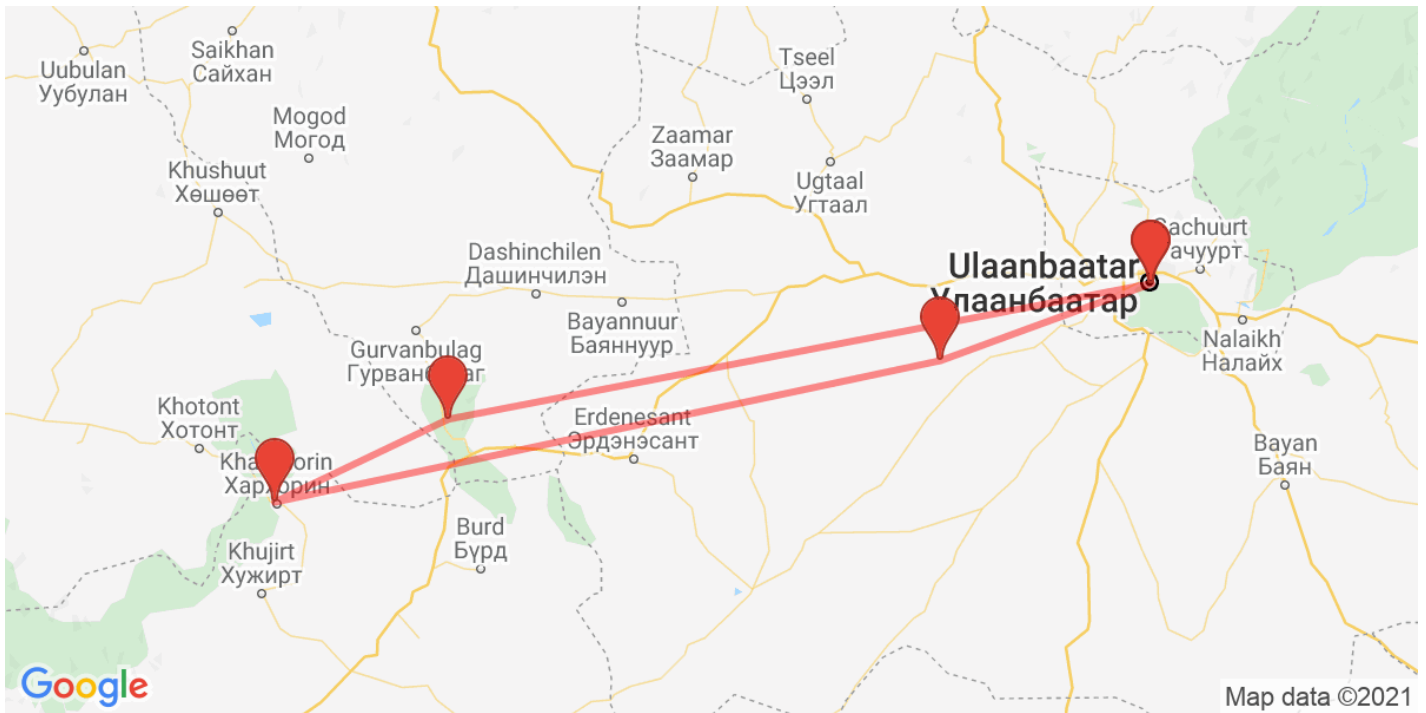 Saikhan
Сайхан
Uubulan
Уубулан
Tseel
Цээл
Mogod
Могод
Zaamar
Заамар
Khushuut
Хөшөөт
Ugtaal
Угтаал
Dashinchilen
Дашинчилэн
Ulaanbaatar
Улаанбаатар
Bayannuur
Баяннуур
Nalaikh
Налайх
Gurvanbulag
Khotont
Хотонт
Erdenesant
Эрдэнэсант
Bayan
Баян
Хархорин
Burd
Бүрд
Khujirt
Хужирт
Google
Map data ©2021